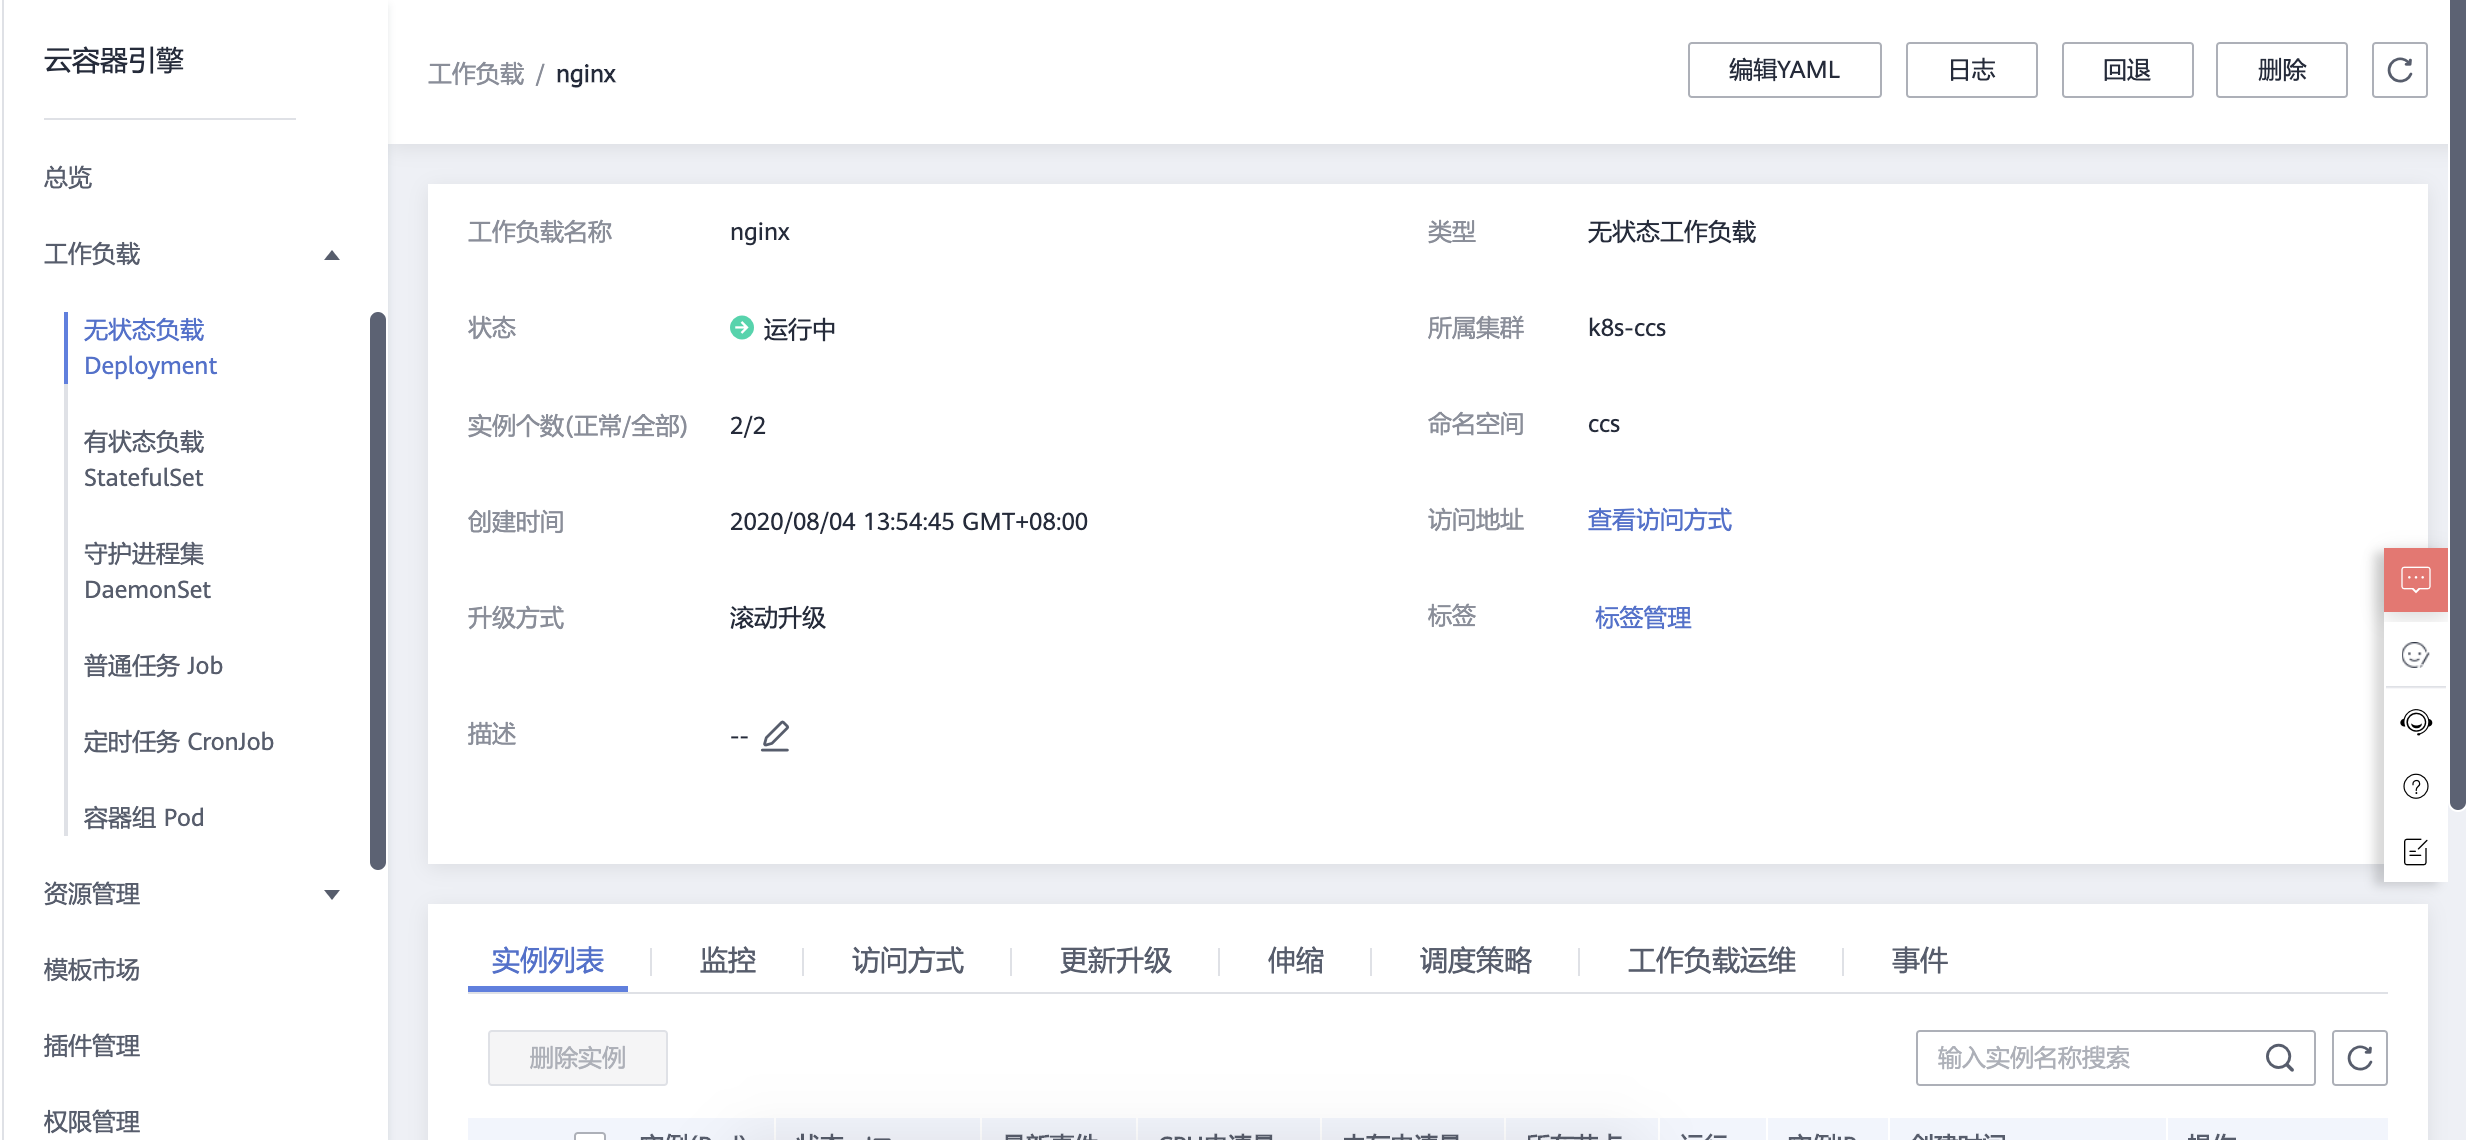 云容器引擎
总览
工作负载
无状态负载
Deployment
有状态负载
StatefulSet
守护进程集
DaemonSet
普通任务 Job
定时任务 CronJob
容器组 Pod
资源管理
模板市场
插件管理
权限管理
工作负载 / nginx
编辑YAML
日志
回退
删除
工作负载名称 nginx
类型 无状态工作负载
状态 运行中
所属集群 k8s-ccs
实例个数(正常/全部) 2/2
命名空间 ccs
创建时间 2020/08/04 13:54:45 GMT+08:00
访问地址 查看访问方式
升级方式 滚动升级
标签 标签管理
描述 --
实例列表
监控
访问方式
更新升级
伸缩
调度策略
工作负载运维
事件
删除实例
输入实例名称搜索